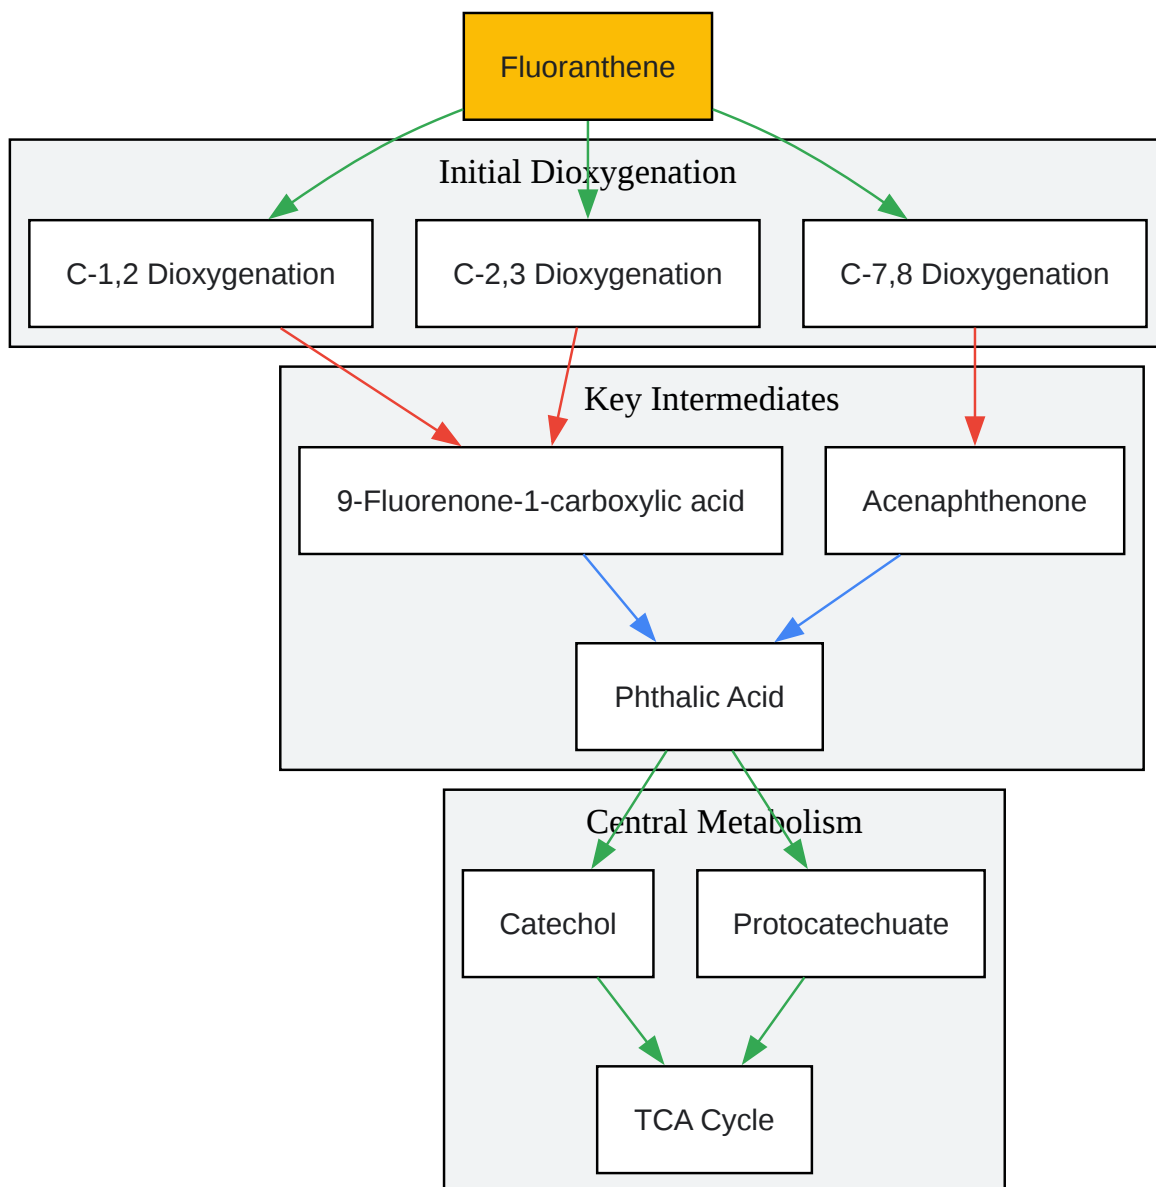 Fluoranthene
Initial Dioxygenation
C-1,2 Dioxygenation
C-2,3 Dioxygenation
C-7,8 Dioxygenation
Key Intermediates
9-Fluorenone-1-carboxylic acid
Acenaphthenone
Phthalic Acid
Central Metabolism
Catechol
Protocatechuate
TCA Cycle